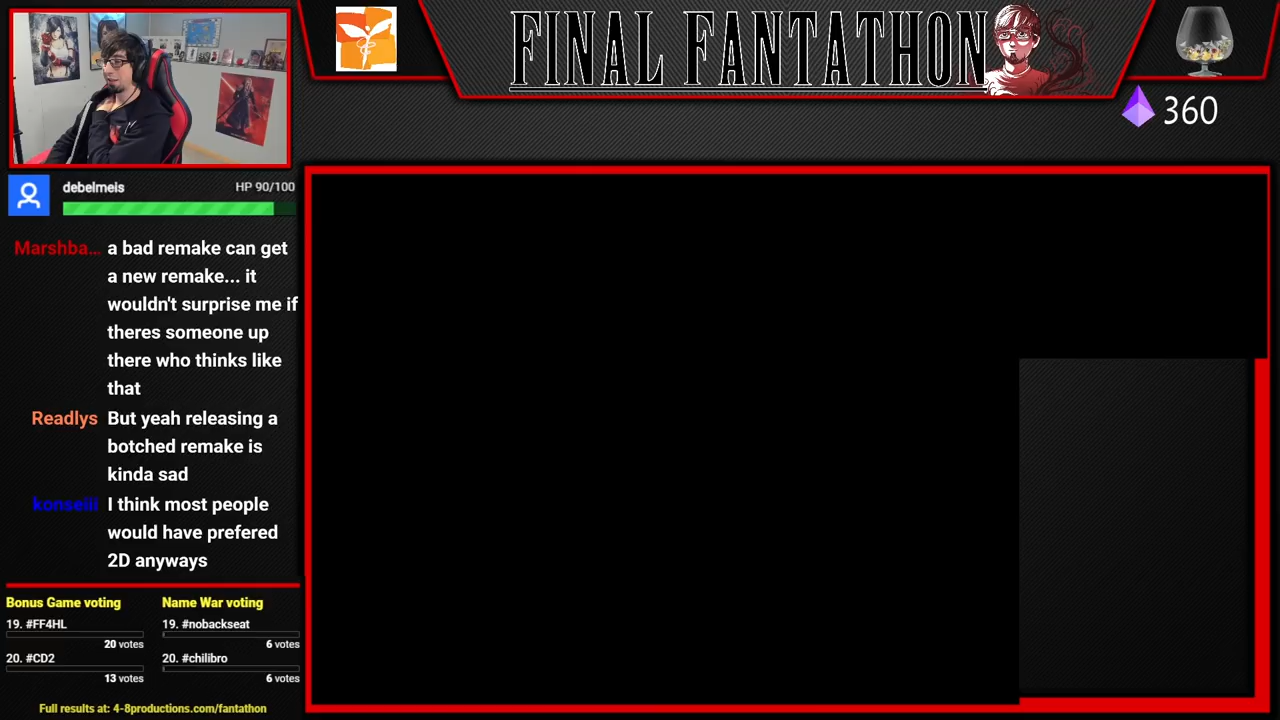 FINAL FANTATHON
360
debelmeis HP 90/100
Marshba... a bad remake can get
a new remake... it
wouldn't surprise me if
theres someone up
there who thinks like
that
Readlys But yeah releasing a
botched remake is
kinda sad
konseiii I think most people
would have prefered
2D anyways
Bonus Game voting
19. #FF4HL
20 votes
20. #CD2
13 votes
Name War voting
19. #nobackseat
6 votes
20. #chilibro
6 votes
Full results at: 4-8productions.com/fantathon